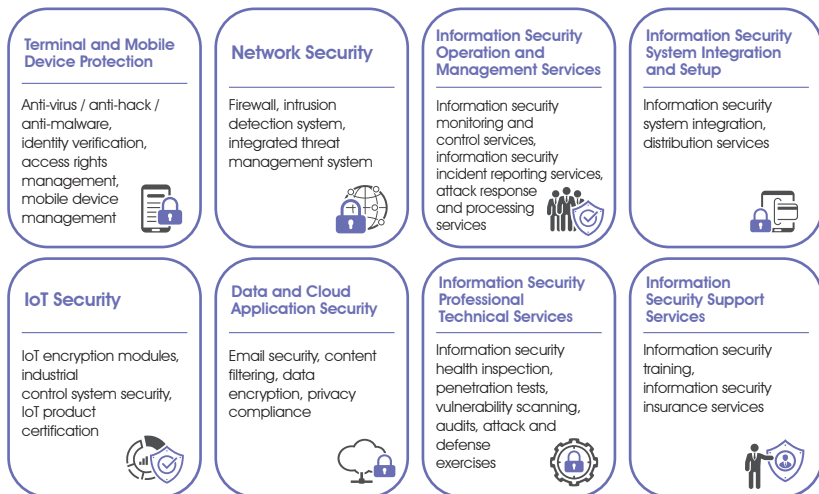 Terminal and Mobile
Device Protection
Anti-virus / anti-hack /
anti-malware,
identity verification,
access rights
management,
mobile device
management
Network Security
Firewall, intrusion
detection system,
integrated threat
management system
Information Security
Operation and
Management Services
Information security
monitoring and
control services,
information security
incident reporting services,
attack response
and processing
services
Information Security
System Integration
and Setup
Information security
system integration,
distribution services
IoT Security
IoT encryption modules,
industrial
control system security,
IoT product
certification
Data and Cloud
Application Security
Email security, content
filtering, data
encryption, privacy
compliance
Information Security
Professional
Technical Services
Information security
health inspection,
penetration tests,
vulnerability scanning,
audits, attack and
defense
exercises
Information
Security Support
Services
Information security
training,
information security
insurance services